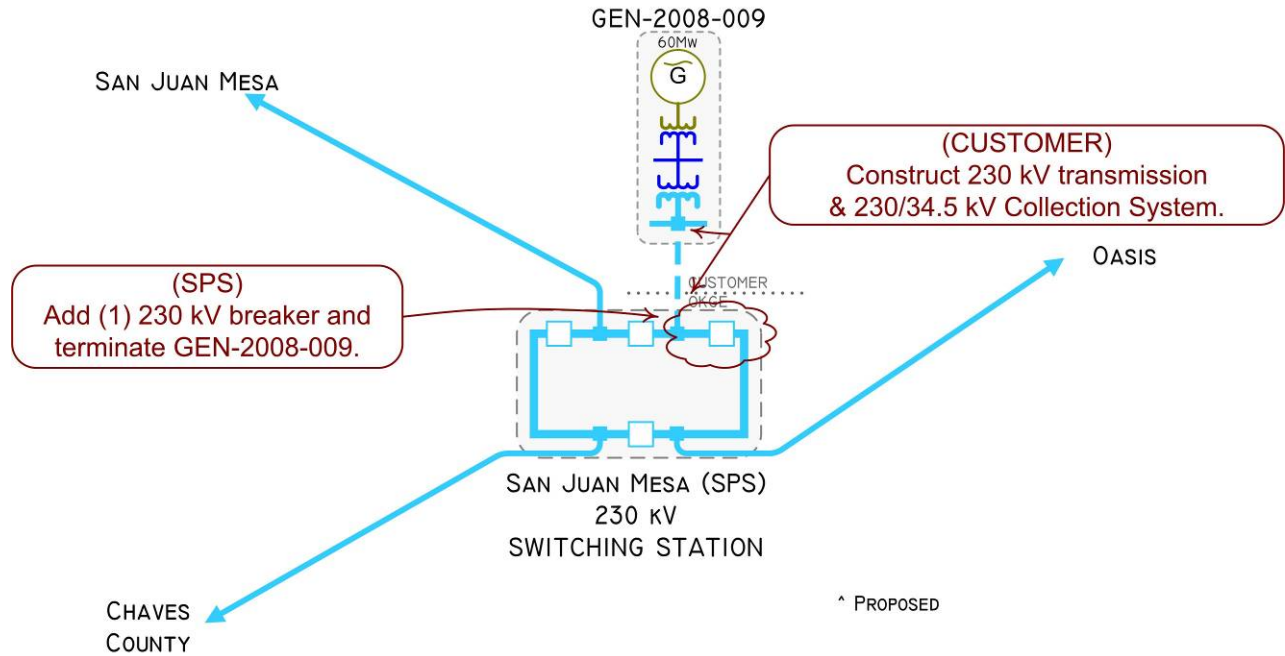 GEN-2008-009
60MW
G
SAN JUAN MESA
(CUSTOMER)
Construct 230 kV transmission
& 230/34.5 kV Collection System.
OASIS
(SPS)
Add (1) 230 kV breaker and
terminate GEN-2008-009.
CUSTOMER
OKGE
SAN JUAN MESA (SPS)
230 KV
SWITCHING STATION
CHAVES
COUNTY
^ PROPOSED